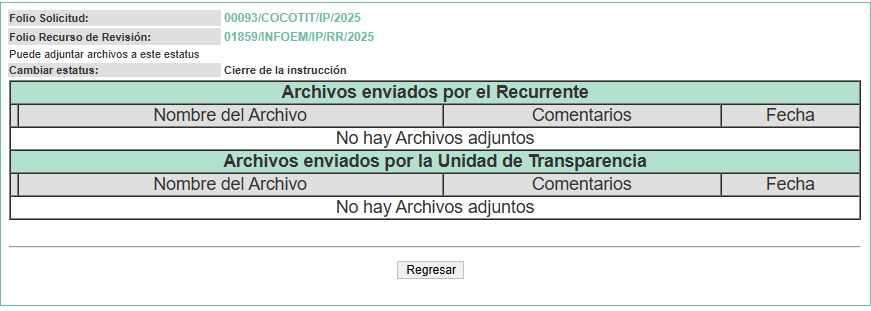 Folio Solicitud: 00093/COCOTIT/IP/2025
Folio Recurso de Revisión: 01859/INFOEM/IP/RR/2025
Puede adjuntar archivos a este estatus
Cambiar estatus: Cierre de la instrucción
Archivos enviados por el Recurrente
Nombre del Archivo Comentarios Fecha
No hay Archivos adjuntos
Archivos enviados por la Unidad de Transparencia
Nombre del Archivo Comentarios Fecha
No hay Archivos adjuntos
Regresar